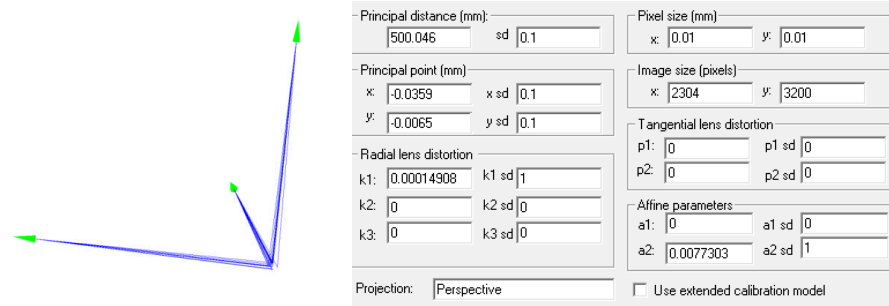 Principal distance (mm):
500.046 sd 0.1
Principal point (mm)
x: -0.0359 x sd 0.1
y: -0.0065 y sd 0.1
Radial lens distortion
k1: 0.00014908 k1 sd 1
k2: 0 k2 sd 0
k3: 0 k3 sd 0
Projection: Perspective
Pixel size (mm)
x: 0.01 y: 0.01
Image size (pixels)
x: 2304 y: 3200
Tangential lens distortion
p1: 0 p1 sd 0
p2: 0 p2 sd 0
Affine parameters
a1: 0 a1 sd 0
a2: 0.0077303 a2 sd 1
Use extended calibration model